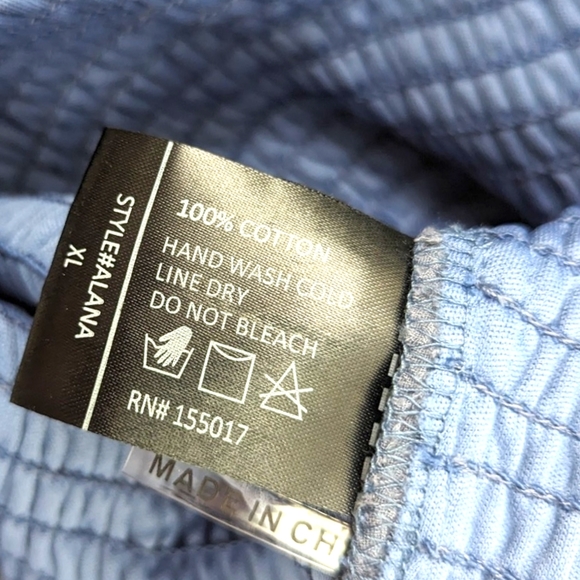 STYLE#ALANA
XL
100% COTTON
HAND WASH COLD
LINE DRY
DO NOT BLEACH
RN# 155017
MADE IN CH